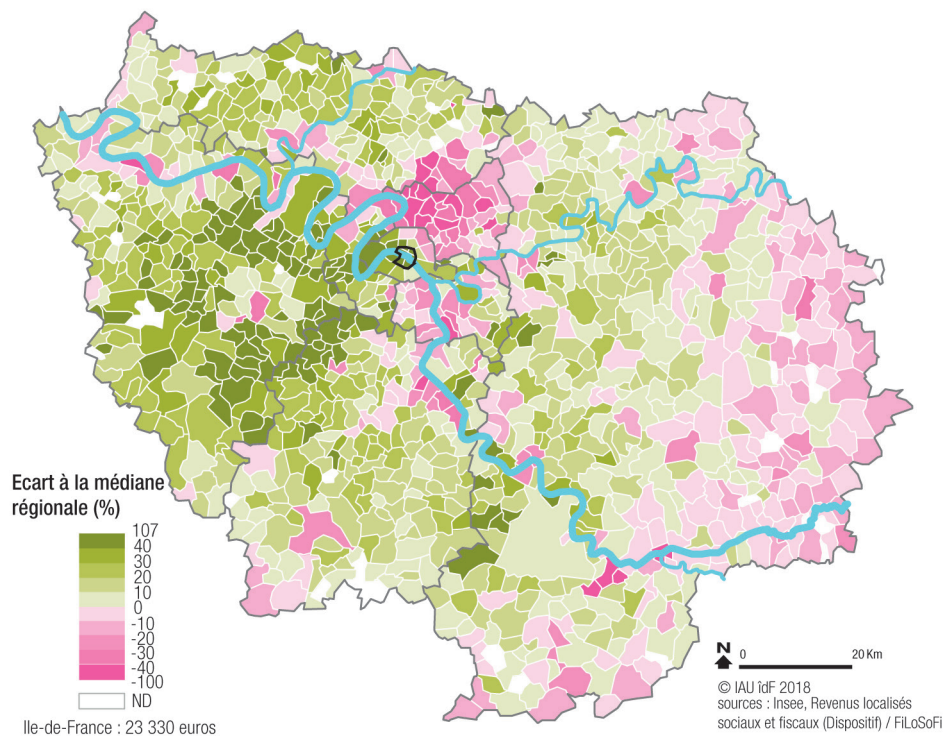 Ecart à la médiane
régionale (%)
107
40
30
20
10
0
-10
-20
-30
-40
-100
ND
Ile-de-France : 23 330 euros
N
0 20 Km
© IAU îdF 2018
sources : Insee, Revenus localisés
sociaux et fiscaux (Dispositif) / FiLoSoFi